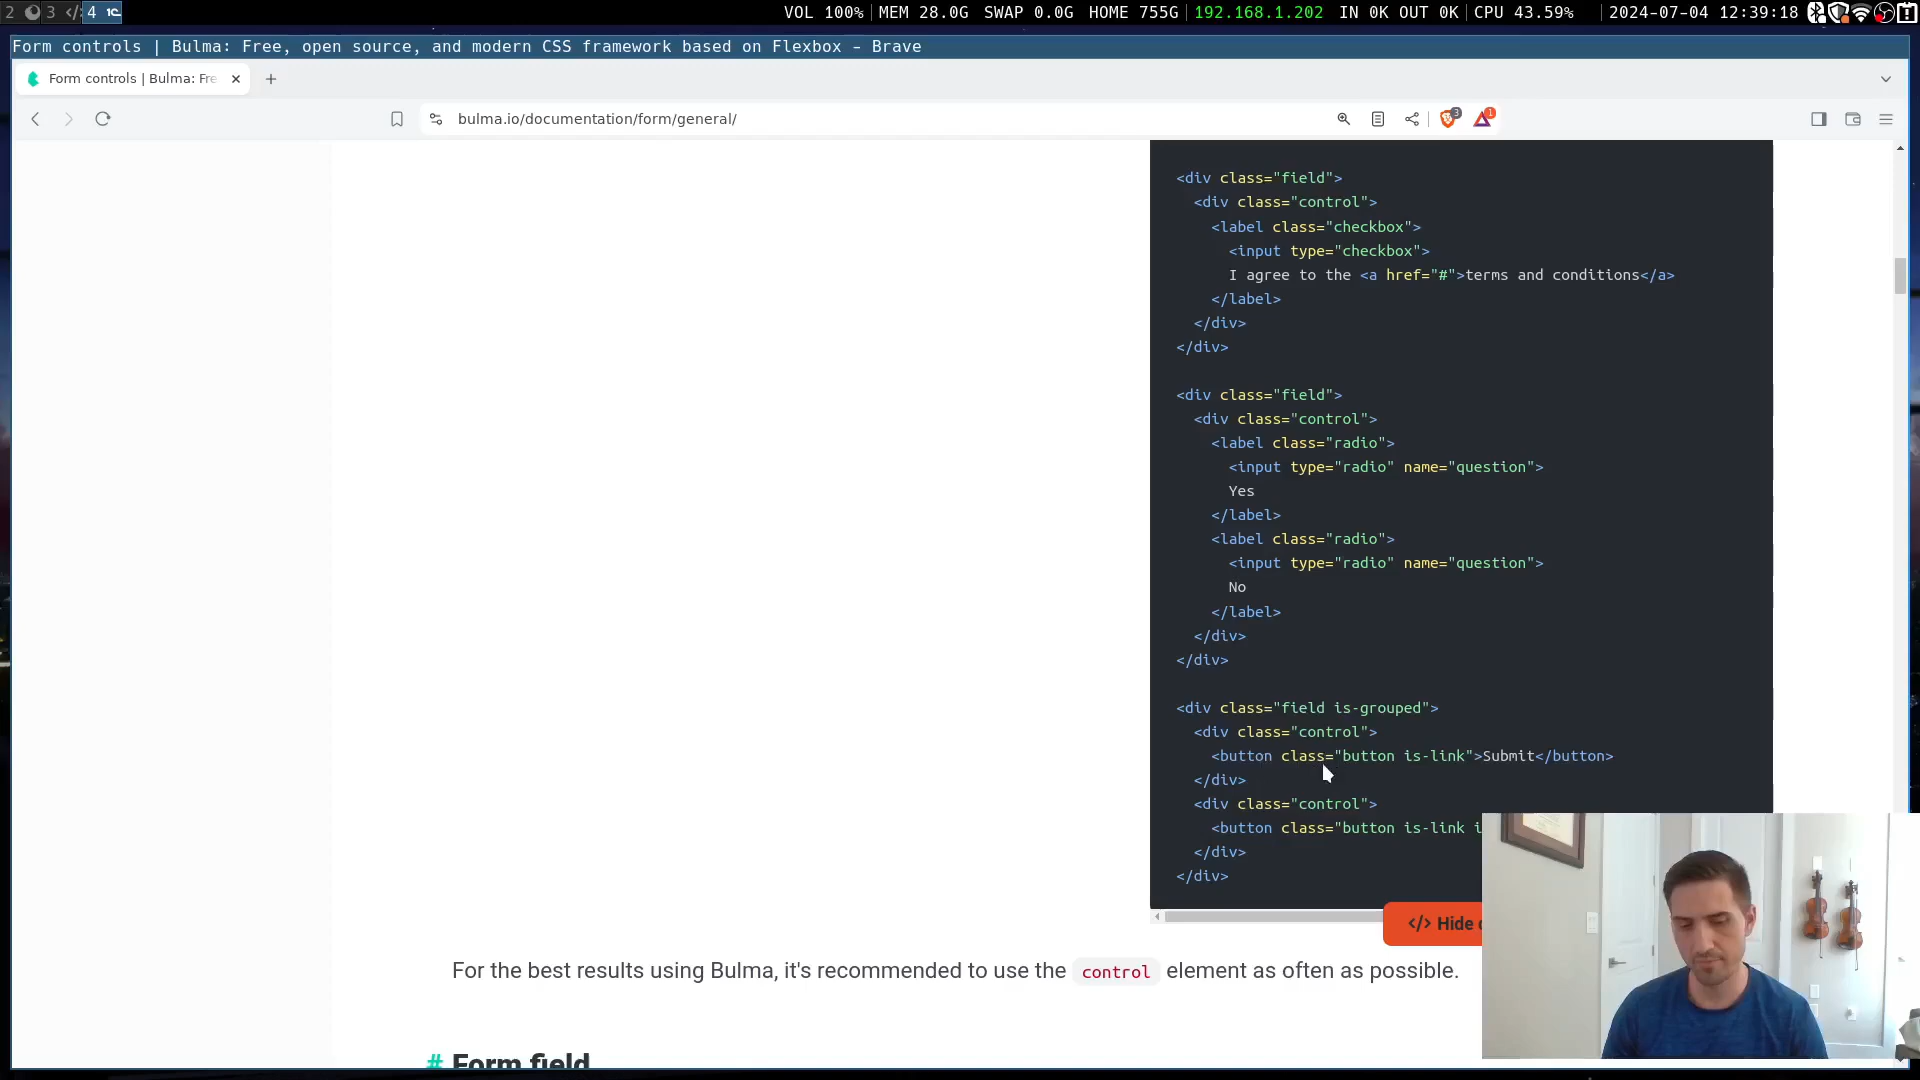 2 3 </ 4
VOL 100% MEM 28.0G SWAP 0.0G HOME 755G 192.168.1.202 IN 0K OUT 0K CPU 43.59% 2024-07-04 12:39:18
Form controls | Bulma: Free, open source, and modern CSS framework based on Flexbox - Brave
Form controls | Bulma: Fre
bulma.io/documentation/form/general/
3
1
<div class="field">
<div class="control">
<label class="checkbox">
<input type="checkbox">
I agree to the <a href="#">terms and conditions</a>
</label>
</div>
</div>
<div class="field">
<div class="control">
<label class="radio">
<input type="radio" name="question">
Yes
</label>
<label class="radio">
<input type="radio" name="question">
No
</label>
</div>
</div>
<div class="field is-grouped">
<div class="control">
<button class="button is-link">Submit</button>
</div>
<div class="control">
<button class="button is-link i
</div>
</div>
</> Hide
For the best results using Bulma, it's recommended to use the control element as often as possible.
# Form field